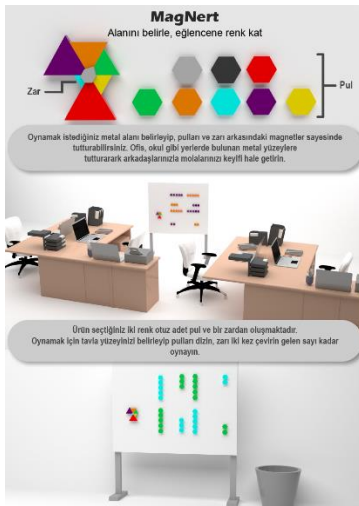 MagNert
Alanını belirle, eğlencene renk kat
Zar
Pul
Oynamak istediğiniz metal alanı belirleyip, pulları ve zarı arkasındaki magnetler sayesinde
tutturabilirsiniz. Ofis, okul gibi yerlerde bulunan metal yüzeylere
tutturarak arkadaşlarınızla molalarınızı keyifli hale getirin.
Ürün seçtiğiniz iki renk otuz adet pul ve bir zardan oluşmaktadır.
Oynamak için tavla yüzeyinizi belirleyip pulları dizin, zarı iki kez çevirin gelen sayı kadar
oynayın.